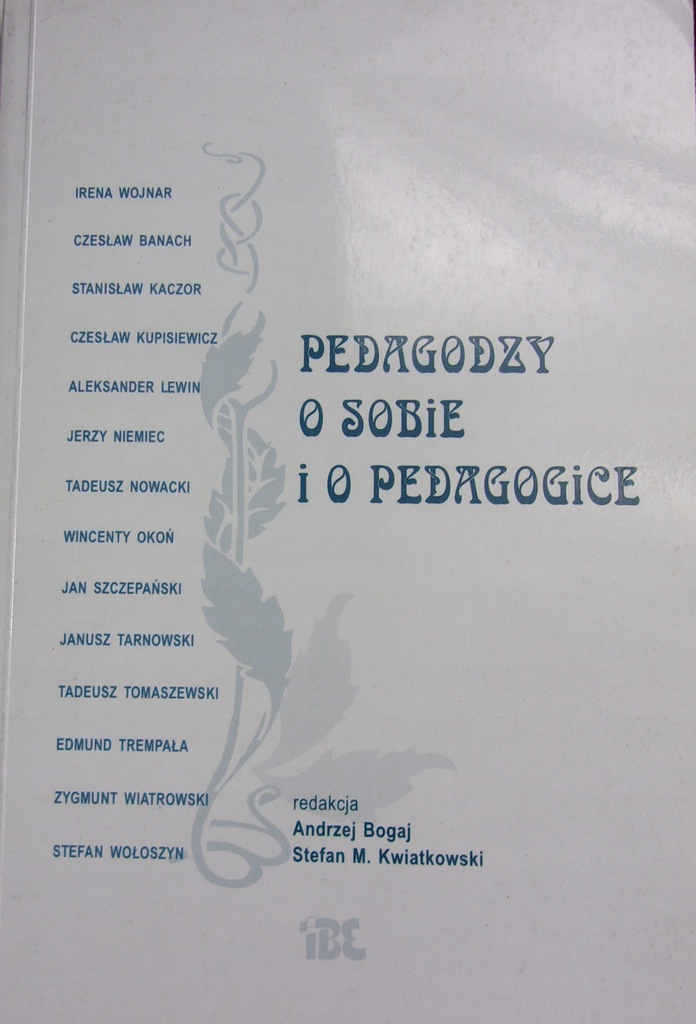 IRENA WOJNAR
CZESŁAW BANACH
STANISŁAW KACZOR
CZESŁAW KUPISIEWICZ
ALEKSANDER LEWIN
JERZY NIEMIEC
TADEUSZ NOWACKI
WINCENTY OKOŃ
JAN SZCZEPAŃSKI
JANUSZ TARNOWSKI
TADEUSZ TOMASZEWSKI
EDMUND TREMPAŁA
ZYGMUNT WIATROWSKI
STEFAN WOŁOSZYN
PEDAGODZY
O SOBiE
i O PEDAGOGiCE
redakcja
Andrzej Bogaj
Stefan M. Kwiatkowski
iBE